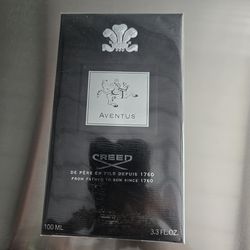 AVENTUS
CREED
DE PÈRE EN FILS DEPUIS 1760
FROM FATHER TO SON SINCE 1760
100 ML 3.3 FL.OZ.